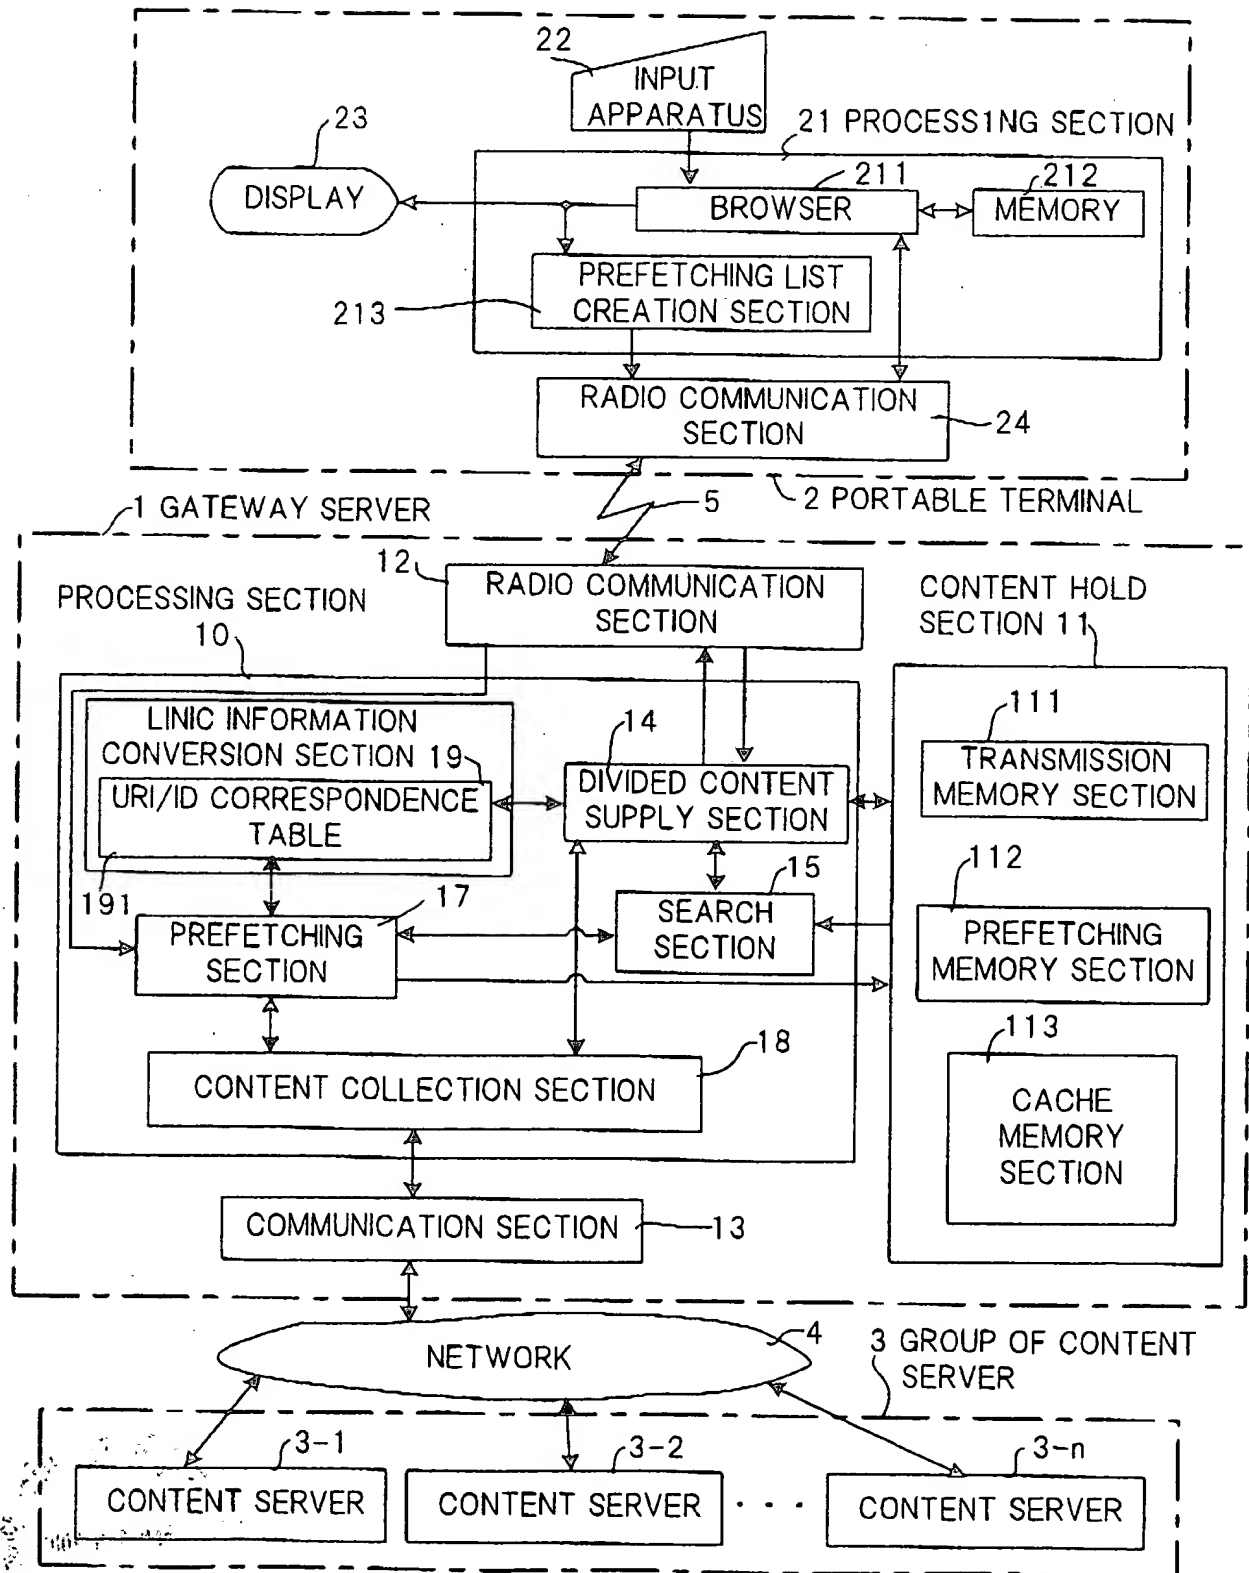 22
INPUT
APPARATUS
23
DISPLAY
21 PROCESS1NG SECTION
211
BROWSER
212
MEMORY
PREFETCHING LIST
CREATION SECTION
213
RADIO COMMUNICATION
SECTION
24
2 PORTABLE TERMINAL
5
1 GATEWAY SERVER
12
RADIO COMMUNICATION
SECTION
PROCESSING SECTION
10
CONTENT HOLD
SECTION 11
LINIC INFORMATION
CONVERSION SECTION 19
URI/ID CORRESPONDENCE
TABLE
191
14
DIVIDED CONTENT
SUPPLY SECTION
111
TRANSMISSION
MEMORY SECTION
15
SEARCH
SECTION
17
PREFETCHING
SECTION
112
PREFETCHING
MEMORY SECTION
18
CONTENT COLLECTION SECTION
113
CACHE
MEMORY
SECTION
COMMUNICATION SECTION
13
NETWORK
4
3 GROUP OF CONTENT
SERVER
3-1
CONTENT SERVER
3-2
CONTENT SERVER
. . . .
3-n
CONTENT SERVER